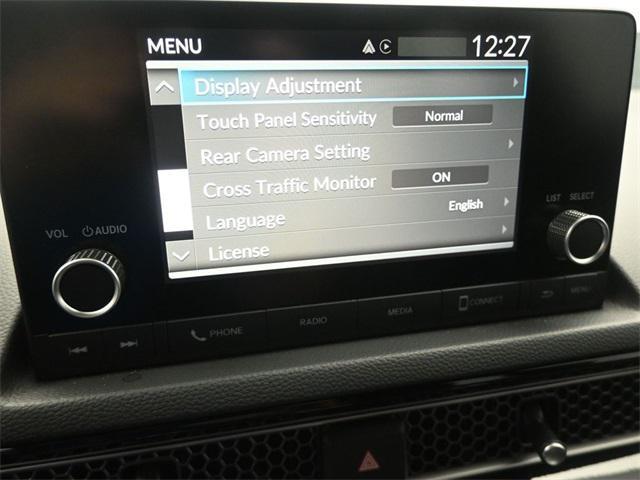 MENU 12:27
Display Adjustment
Touch Panel Sensitivity Normal
Rear Camera Setting
Cross Traffic Monitor ON
Language English
License
VOL AUDIO
LIST SELECT
PHONE RADIO MEDIA CONNECT MENU